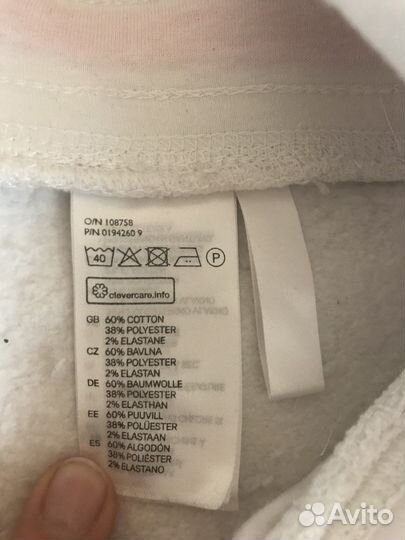 O/N 108758
P/N 0194260 9
40 P
clevercare.info
GB 60% COTTON
38% POLYESTER
2% ELASTANE
CZ 60% BAVLNA
38% POLYESTER
2% ELASTAN
DE 60% BAUMWOLLE
38% POLYESTER
2% ELASTHAN
EE 60% PUUVILL
38% POLÜESTER
2% ELASTAAN
ES 60% ALGODÓN
38% POLIÉSTER
2% ELASTANO
Avito